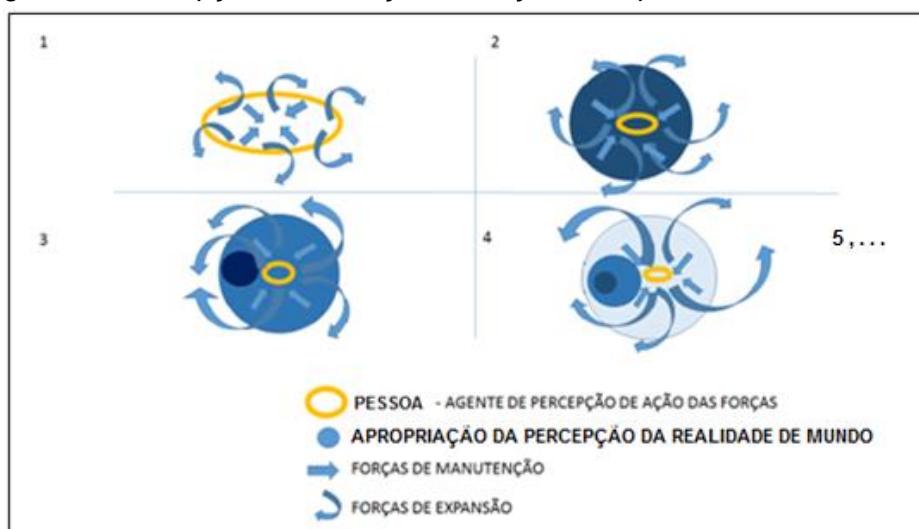 1
2
3
4
5,...
PESSOA - AGENTE DE PERCEPÇÃO DE AÇÃO DAS FORÇAS
APROPRIAÇÃO DA PERCEPÇÃO DA REALIDADE DE MUNDO
FORÇAS DE MANUTENÇÃO
FORÇAS DE EXPANSÃO